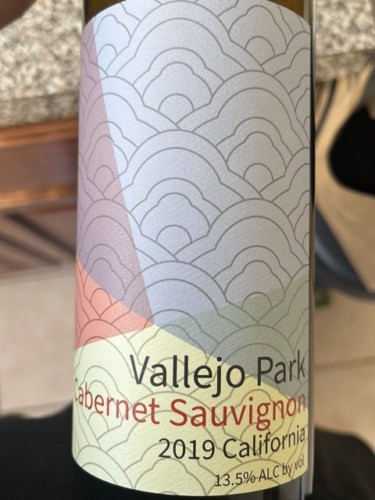 Vallejo Park
Cabernet Sauvignon
2019 California
13.5% ALC by vol